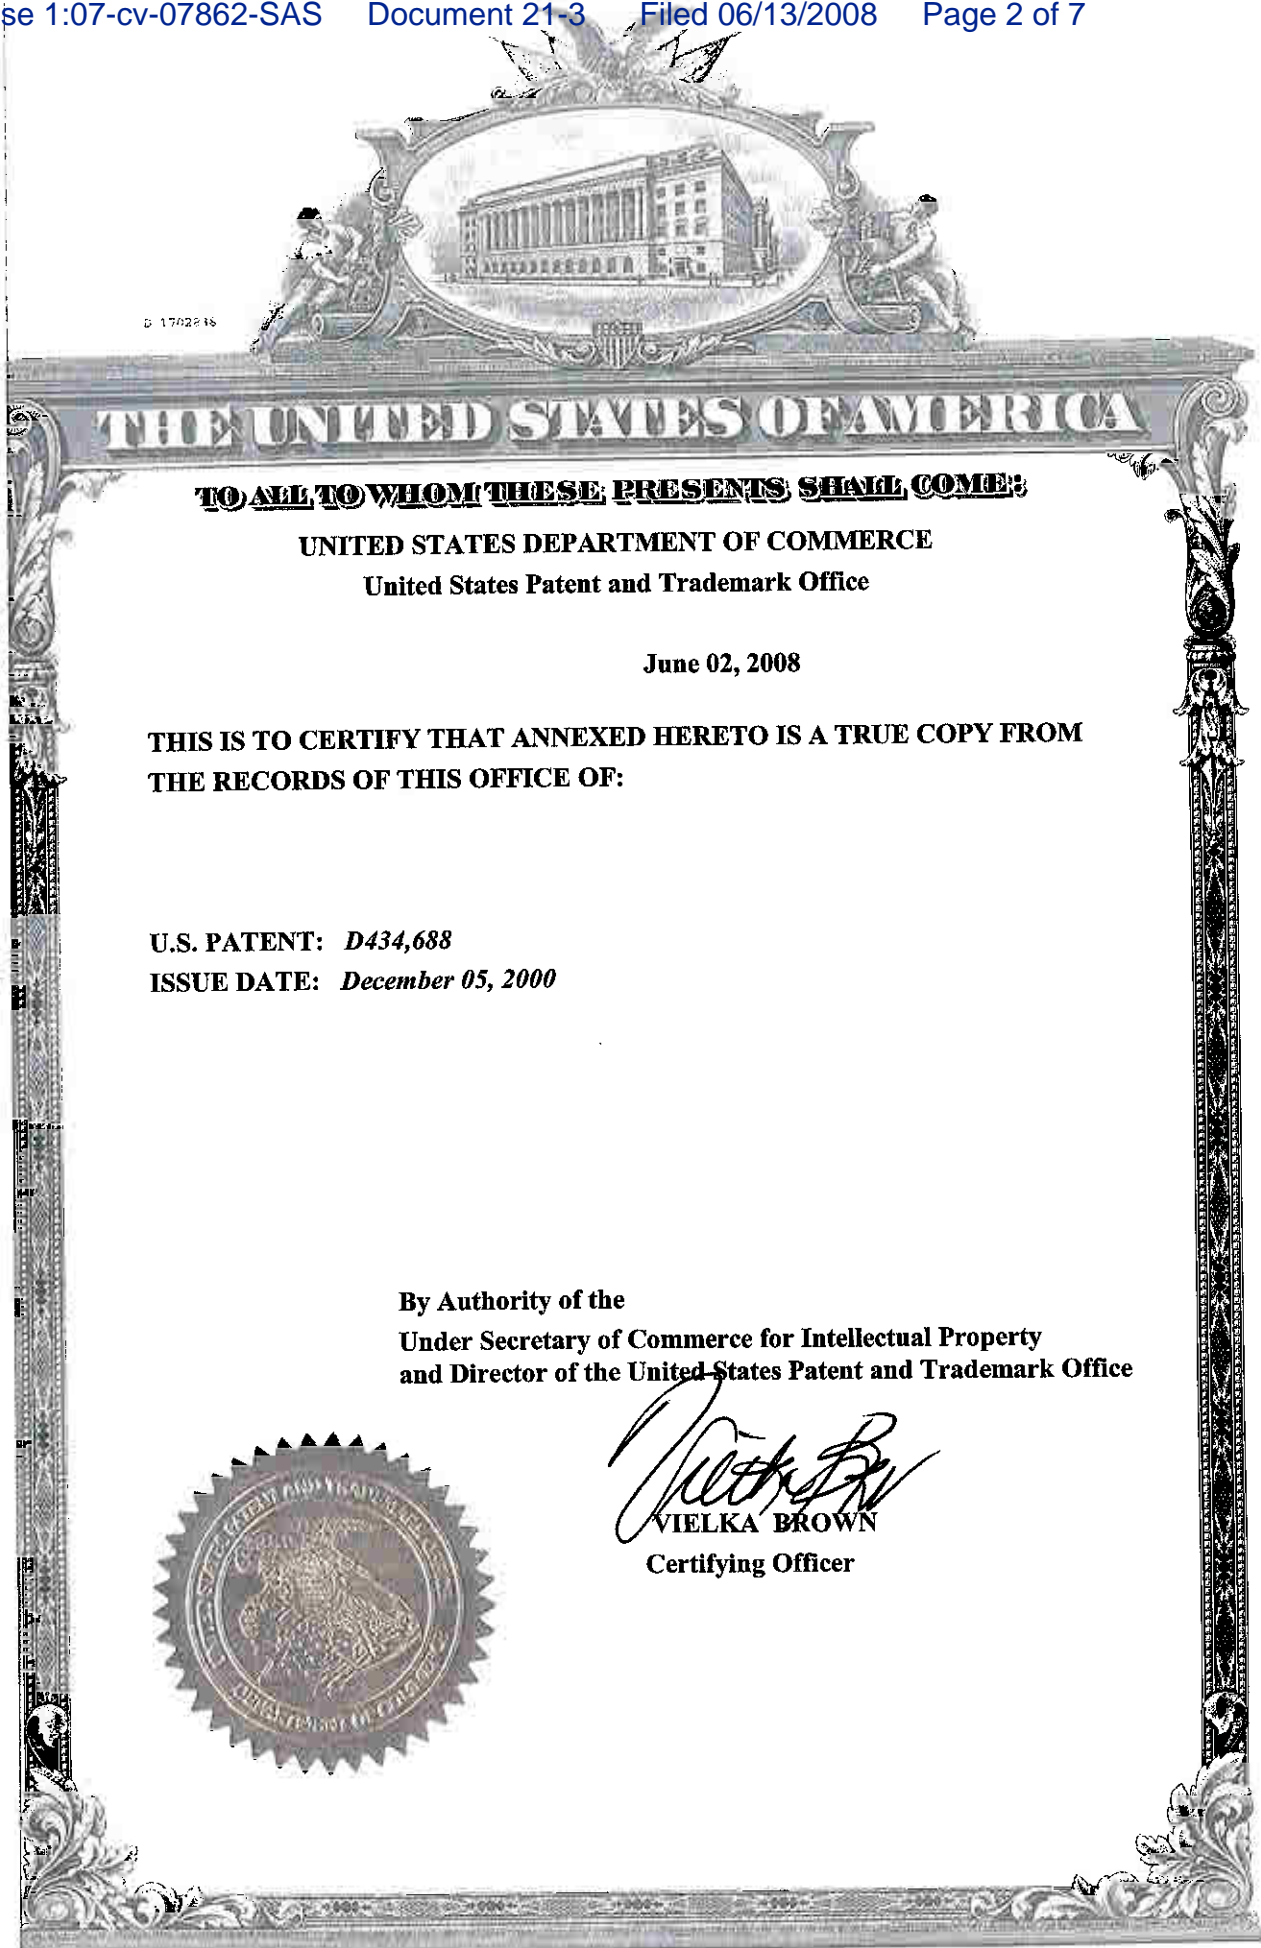 se 1:07-cv-07862-SAS Document 21-3 Filed 06/13/2008 Page 2 of 7
THE UNITED STATES OF AMERICA
TO ALL TO WHOM THESE PRESENTS SHALL COME:
UNITED STATES DEPARTMENT OF COMMERCE
United States Patent and Trademark Office
June 02, 2008
THIS IS TO CERTIFY THAT ANNEXED HERETO IS A TRUE COPY FROM
THE RECORDS OF THIS OFFICE OF:
U.S. PATENT: D434,688
ISSUE DATE: December 05, 2000
By Authority of the
Under Secretary of Commerce for Intellectual Property
and Director of the United States Patent and Trademark Office
VIELKA BROWN
Certifying Officer